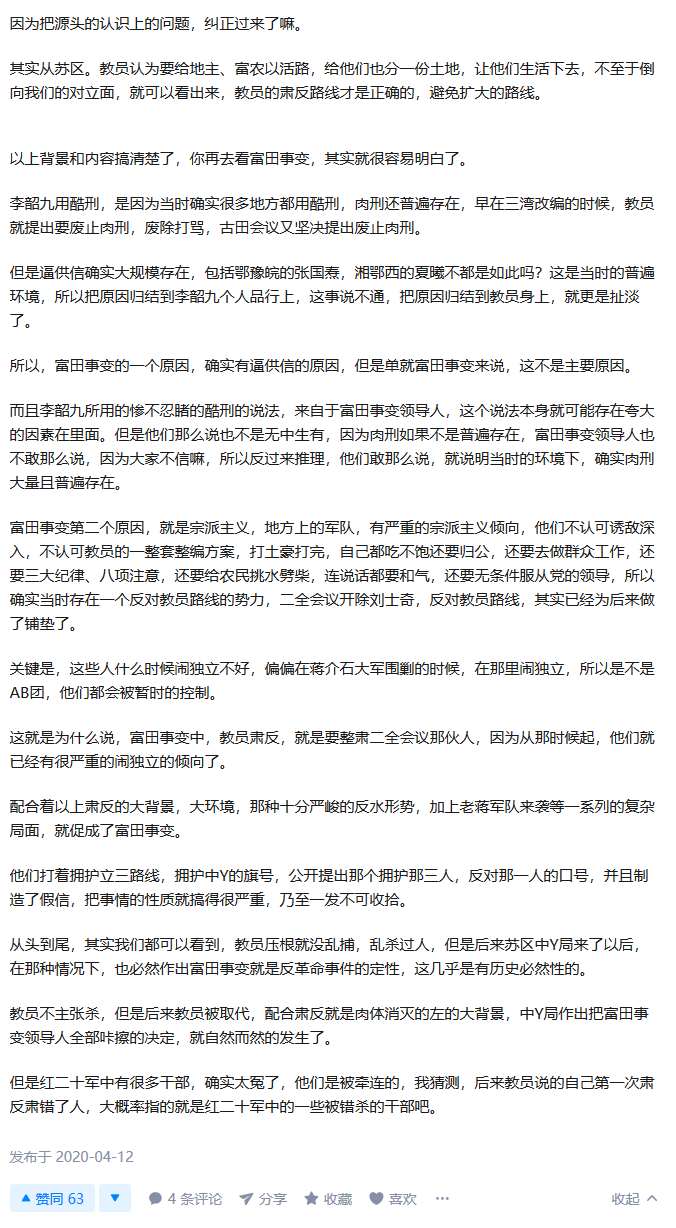 因为把源头的认识上的问题，纠正过来了嘛。
其实从苏区。教员认为要给地主、富农以活路，给他们也分一份土地，让他们生活下去，不至于倒
向我们的对立面，就可以看出来，教员的肃反路线才是正确的，避免扩大的路线。
以上背景和内容搞清楚了，你再去看富田事变，其实就很容易明白了。
李韶九用酷刑，是因为当时确实很多地方都用酷刑，肉刑还普遍存在，早在三湾改编的时候，教员
就提出要废止肉刑，废除打骂，古田会议又坚决提出废止肉刑。
但是逼供信确实大规模存在，包括鄂豫皖的张国焘，湘鄂西的夏曦不都是如此吗？这是当时的普遍
环境，所以把原因归结到李韶九个人品行上，这事说不通，把原因归结到教员身上，就更是扯淡
了。
所以，富田事变的一个原因，确实有逼供信的原因，但是单就富田事变来说，这不是主要原因。
而且李韶九所用的惨不忍睹的酷刑的说法，来自于富田事变领导人，这个说法本身就可能存在夸大
的因素在里面。但是他们那么说也不是无中生有，因为肉刑如果不是普遍存在，富田事变领导人也
不敢那么说，因为大家不信嘛，所以反过来推理，他们敢那么说，就说明当时的环境下，确实肉刑
大量且普遍存在。
富田事变第二个原因，就是宗派主义，地方上的军队，有严重的宗派主义倾向，他们不认可诱敌深
入，不认可教员的一整套整编方案，打土豪打完，自己都吃不饱还要归公，还要去做群众工作，还
要三大纪律、八项注意，还要给农民挑水劈柴，连说话都要和气，还要无条件服从党的领导，所以
确实当时存在一个反对教员路线的势力，二全会议开除刘士奇，反对教员路线，其实已经为后来做
了铺垫了。
关键是，这些人什么时候闹独立不好，偏偏在蒋介石大军围剿的时候，在那里闹独立，所以是不是
AB团，他们都会被暂时的控制。
这就是为什么说，富田事变中，教员肃反，就是要整肃二全会议那伙人，因为从那时候起，他们就
已经有很严重的闹独立的倾向了。
配合着以上肃反的大背景，大环境，那种十分严峻的反水形势，加上老蒋军队来袭等一系列的复杂
局面，就促成了富田事变。
他们打着拥护立三路线，拥护中Y的旗号，公开提出那个拥护那三人，反对那一人的口号，并且制
造了假信，把事情的性质就搞得很严重，乃至一发不可收拾。
从头到尾，其实我们都可以看到，教员压根就没乱捕，乱杀过人，但是后来苏区中Y局来了以后，
在那种情况下，也必然作出富田事变就是反革命事件的定性，这几乎是有历史必然性的。
教员不主张杀，但是后来教员被取代，配合肃反就是肉体消灭的左的大背景，中Y局作出把富田事
变领导人全部咔擦的决定，就自然而然的发生了。
但是红二十军中有很多干部，确实太冤了，他们是被牵连的，我猜测，后来教员说的自己第一次肃
反肃错了人，大概率指的就是红二十军中的一些被错杀的干部吧。
发布于 2020-04-12
赞同 63 4 条评论 分享 收藏 喜欢 收起